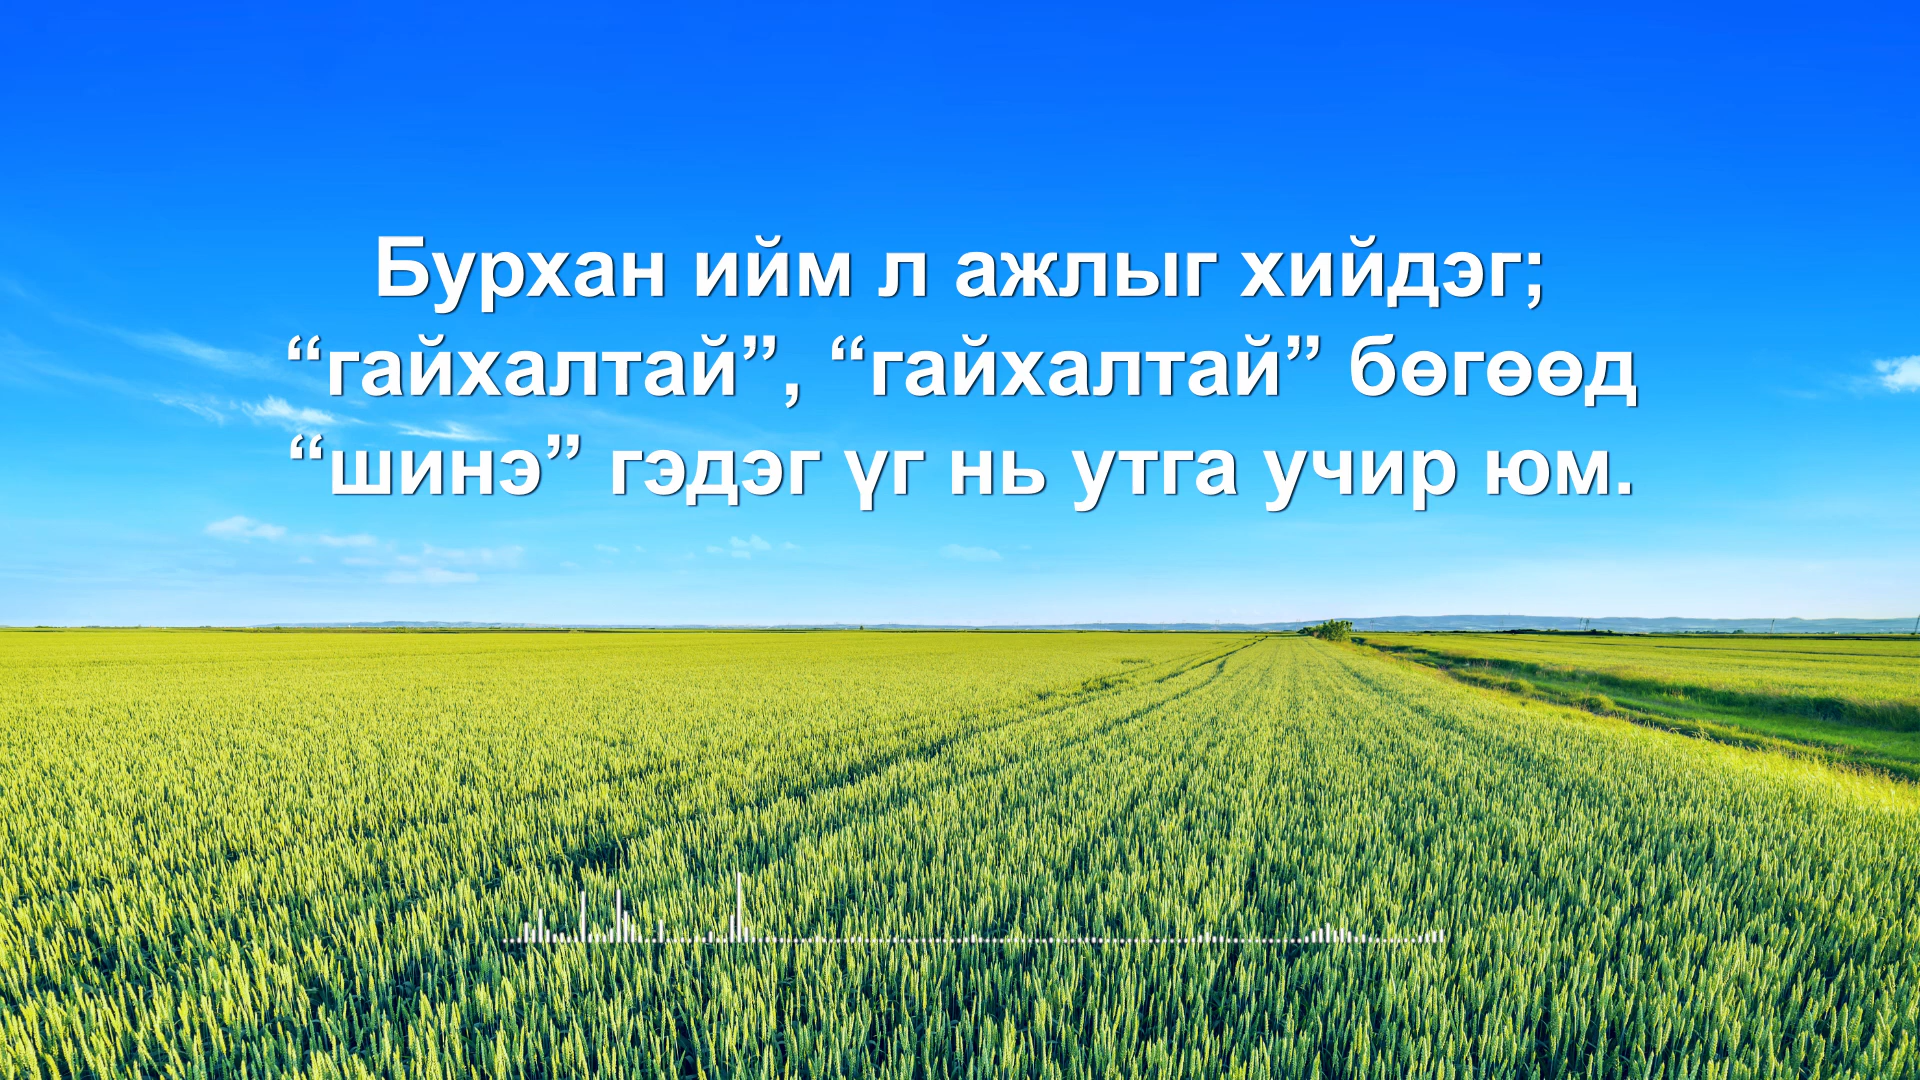 Бурхан ийм л ажлыг хийдэг;
“гайхалтай”, “гайхалтай” бөгөөд
“шинэ” гэдэг үг нь утга учир юм.